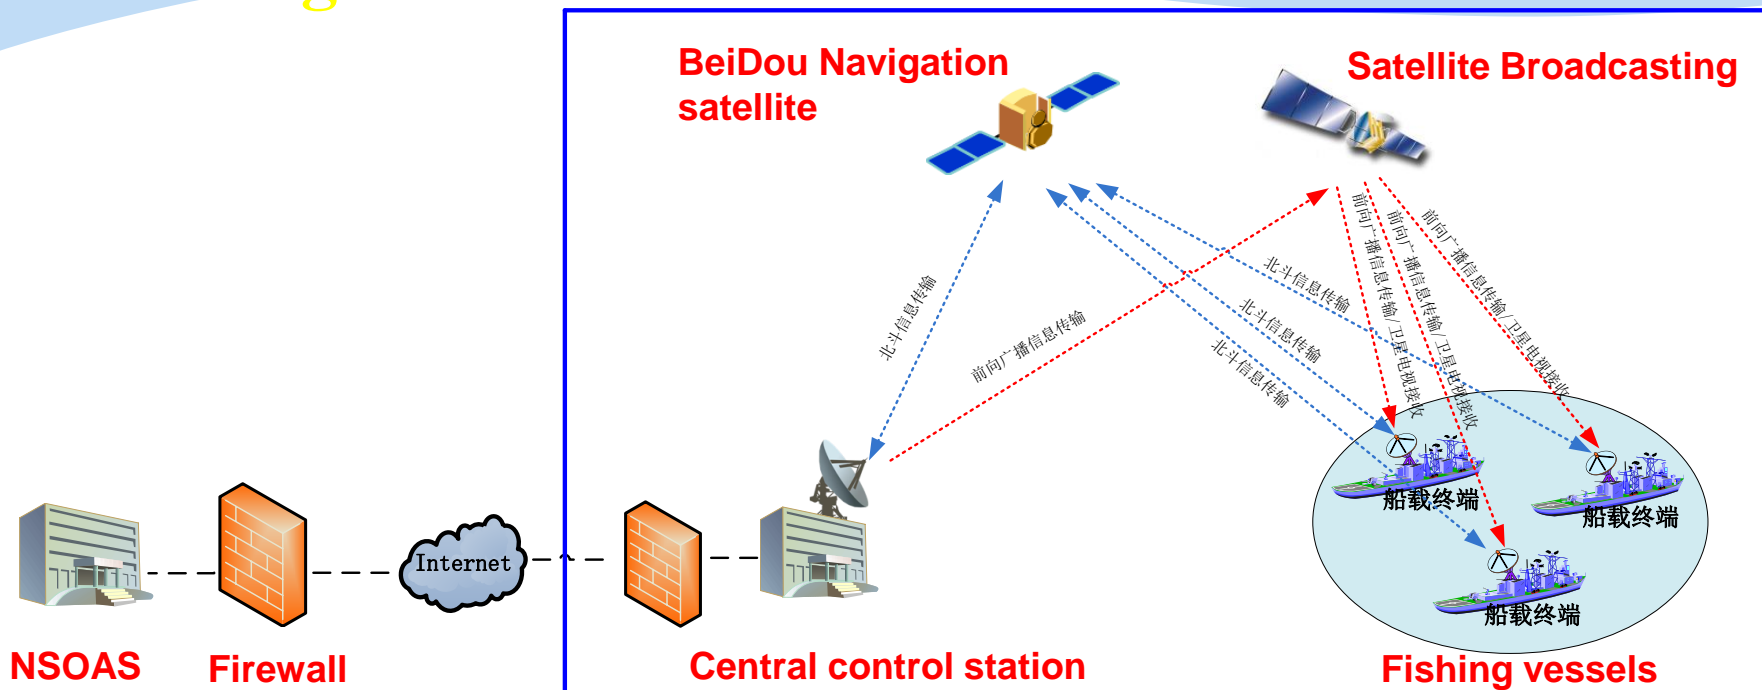 g
BeiDou Navigation
satellite
Satellite Broadcasting
前向广播信息传输/卫星电视接收
前向广播信息传输/卫星电视接收
前向广播信息传输/卫星电视接收
北斗信息传输
北斗信息传输
北斗信息传输
北斗信息传输
前向广播信息传输
船载终端
船载终端
船载终端
Internet
NSOAS
Firewall
Central control station
Fishing vessels